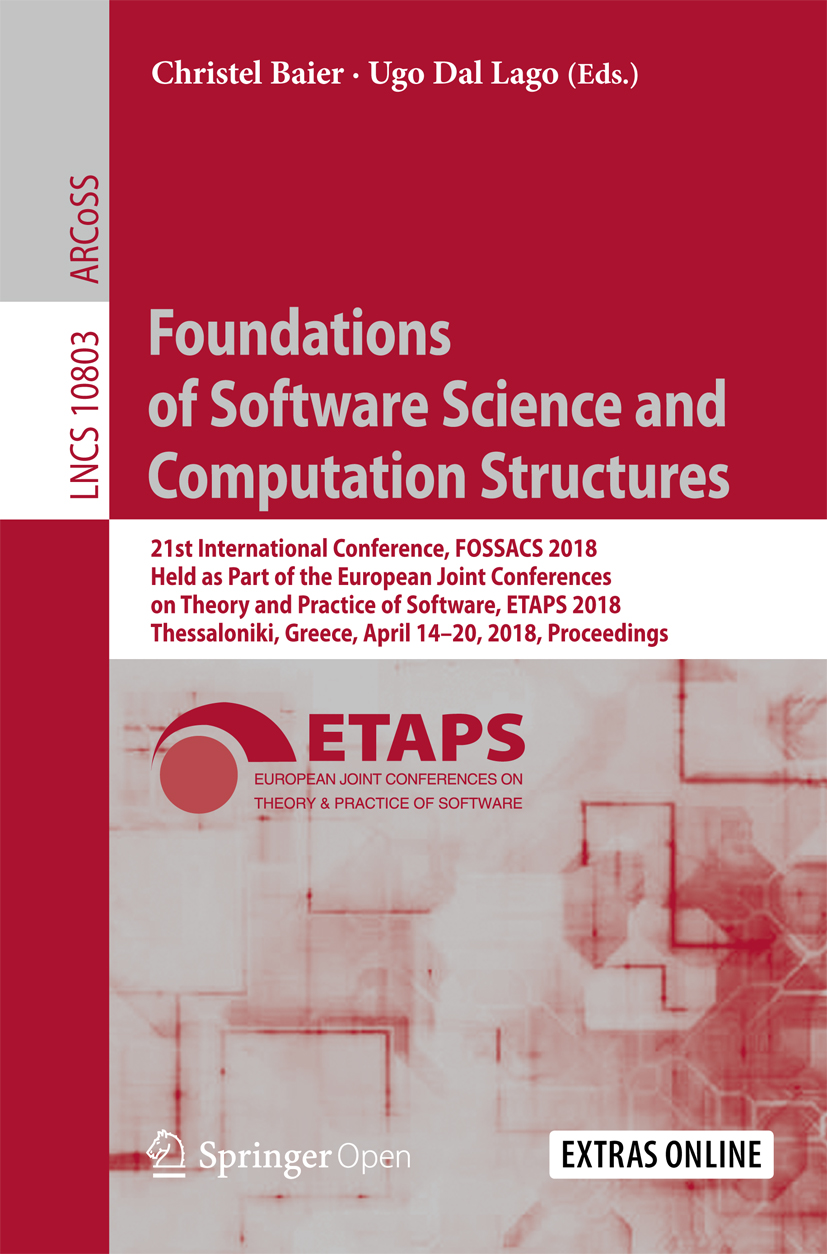 Christel Baier · Ugo Dal Lago (Eds.)
ARCoSS
LNCS 10803
Foundations
of Software Science and
Computation Structures
21st International Conference, FOSSACS 2018
Held as Part of the European Joint Conferences
on Theory and Practice of Software, ETAPS 2018
Thessaloniki, Greece, April 14–20, 2018, Proceedings
ETAPS
EUROPEAN JOINT CONFERENCES ON
THEORY & PRACTICE OF SOFTWARE
Springer Open
EXTRAS ONLINE